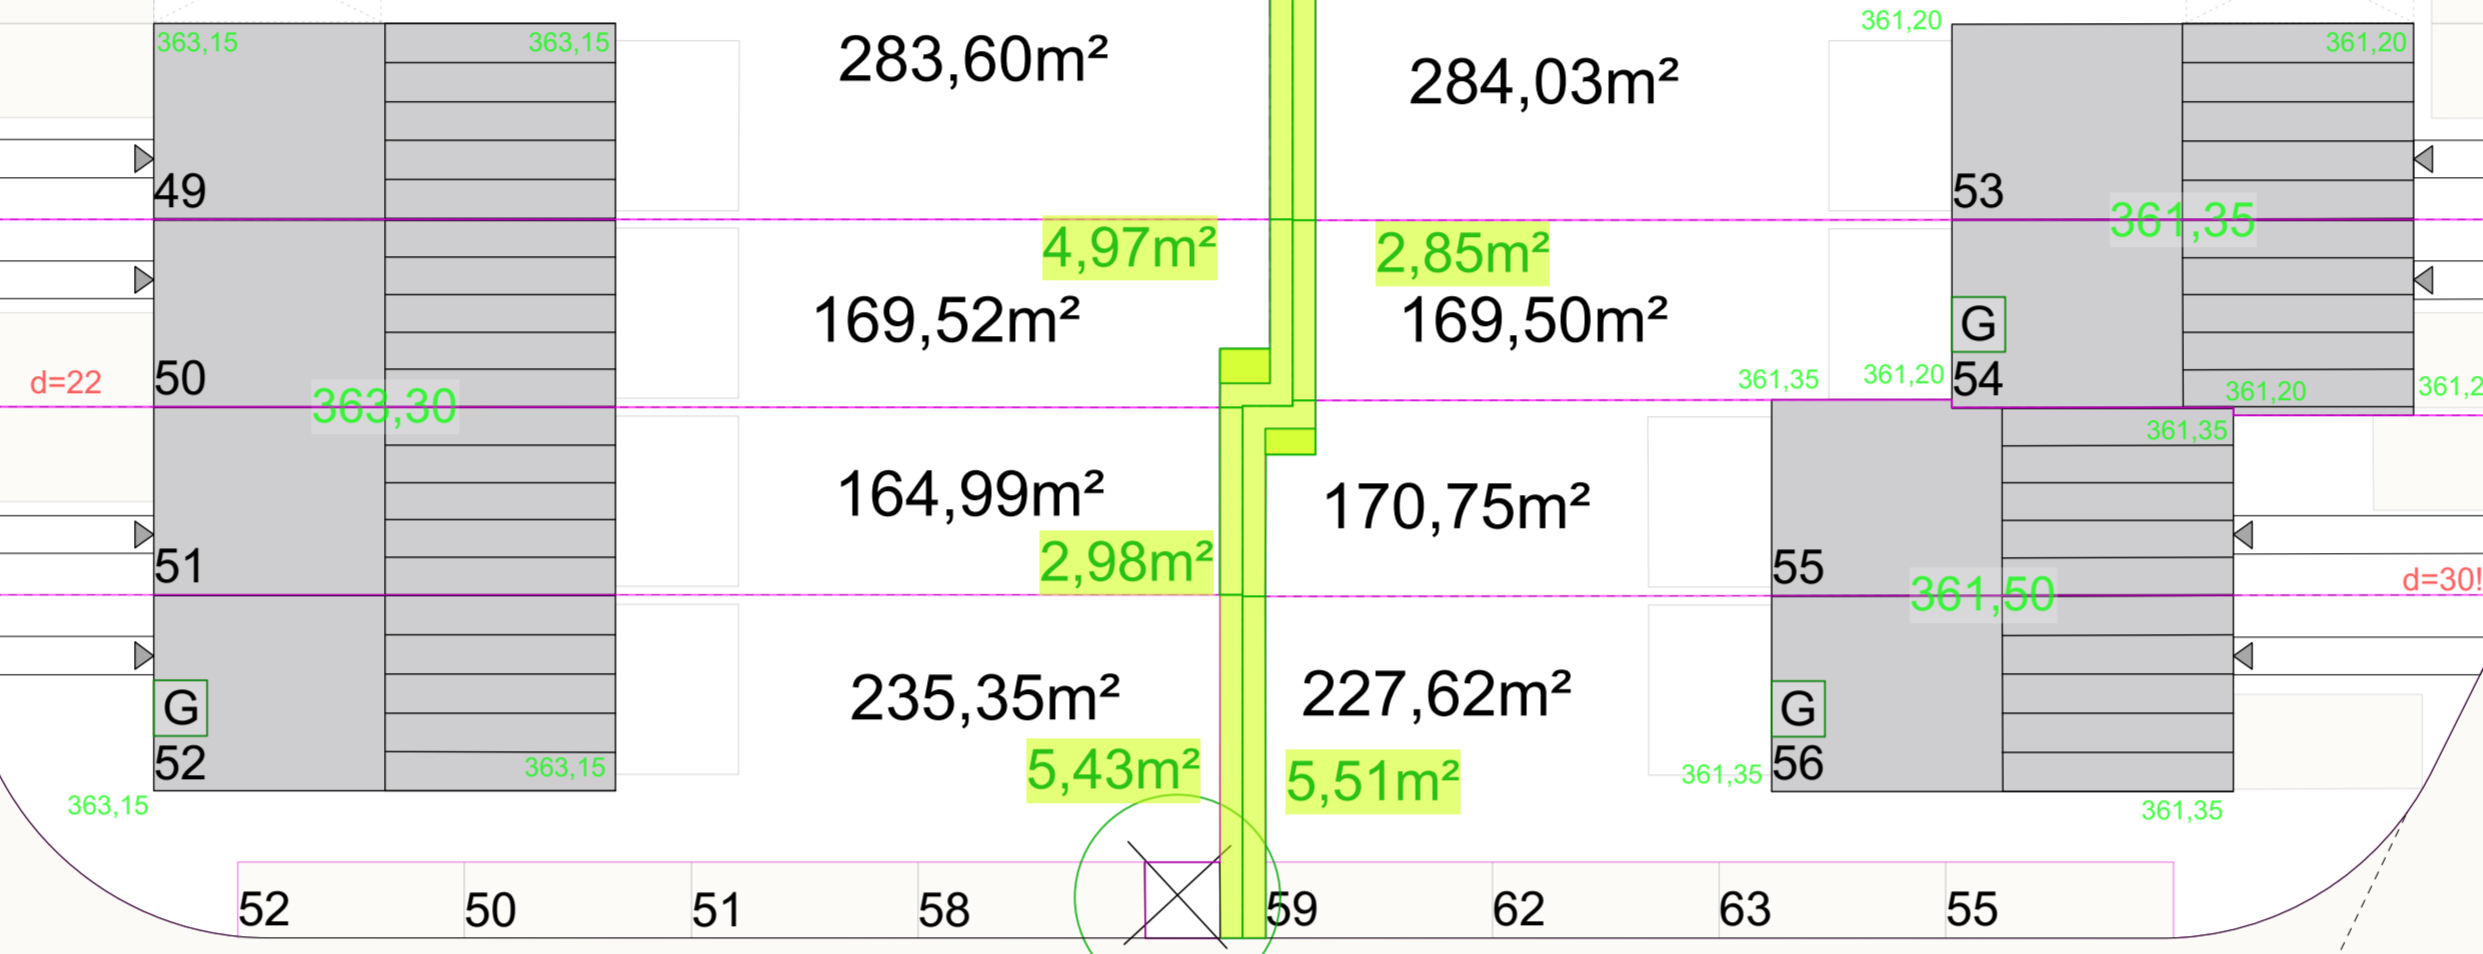 361,20
363,15 363,15
361,20
283,60m²
284,03m²
49
53
361,35
4,97m²
2,85m²
169,52m²
169,50m²
G
d=22
50
363,30
361,35
361,20
54
361,20
361,35
164,99m²
170,75m²
2,98m²
51
55
361,50
d=30!
235,35m²
227,62m²
G
G
52
363,15
5,43m²
5,51m²
361,35
56
363,15
361,35
52 50 51 58 59 62 63 55